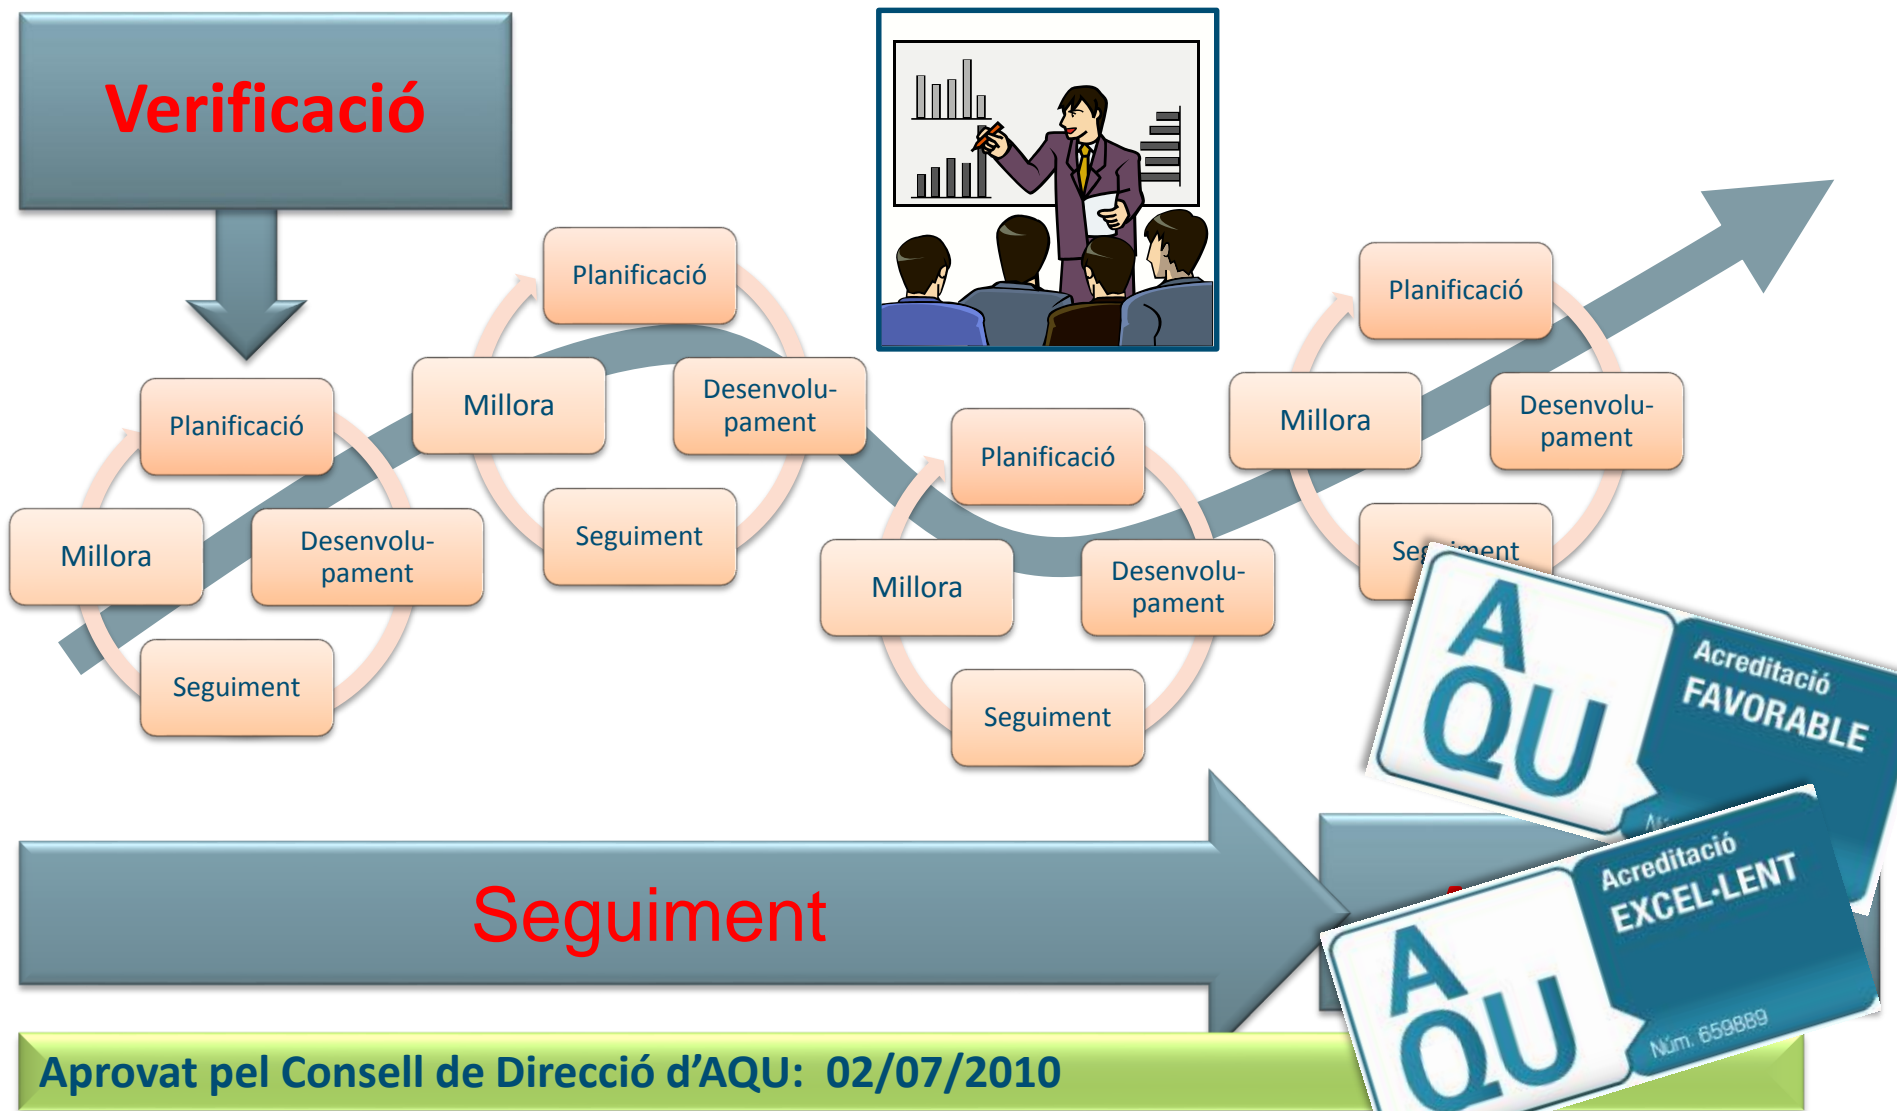 Verificació
Planificació
Desenvolu-
pament
Seguiment
Millora
Planificació
Desenvolu-
pament
Seguiment
Millora
Planificació
Desenvolu-
pament
Seguiment
Millora
Planificació
Desenvolu-
pament
Seguiment
Millora
A
QU
Acreditació
FAVORABLE
Seguiment
A
QU
Acreditació
EXCEL·LENT
Núm. 659889
Aprovat pel Consell de Direcció d’AQU: 02/07/2010